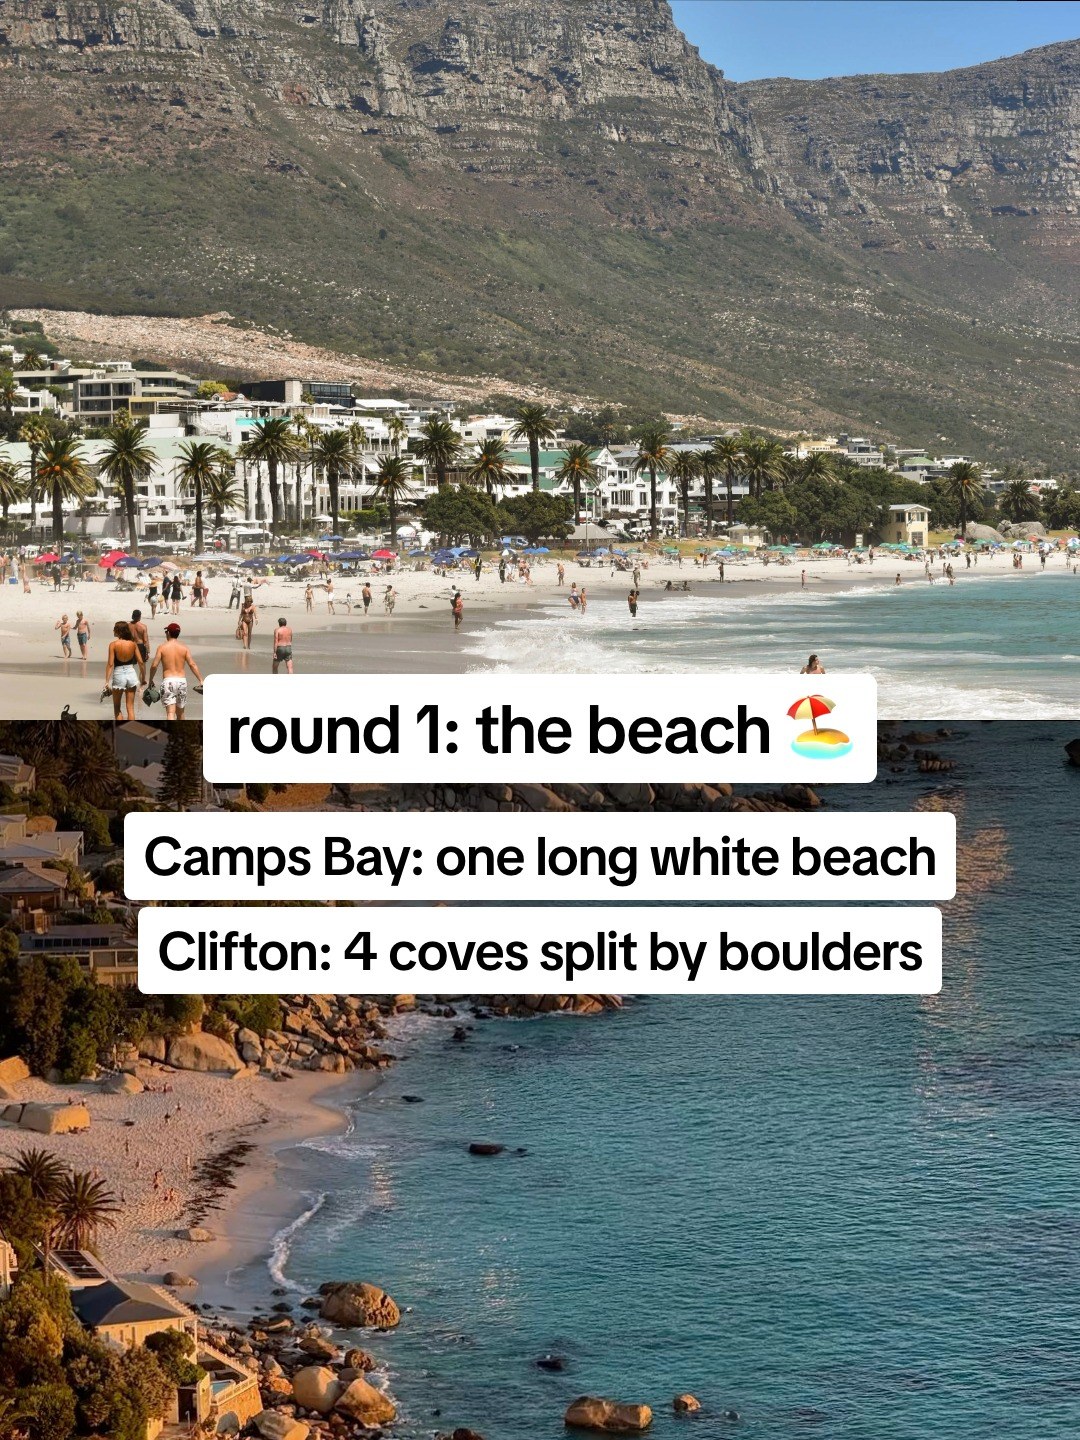 round 1: the beach 🏖️
Camps Bay: one long white beach
Clifton: 4 coves split by boulders